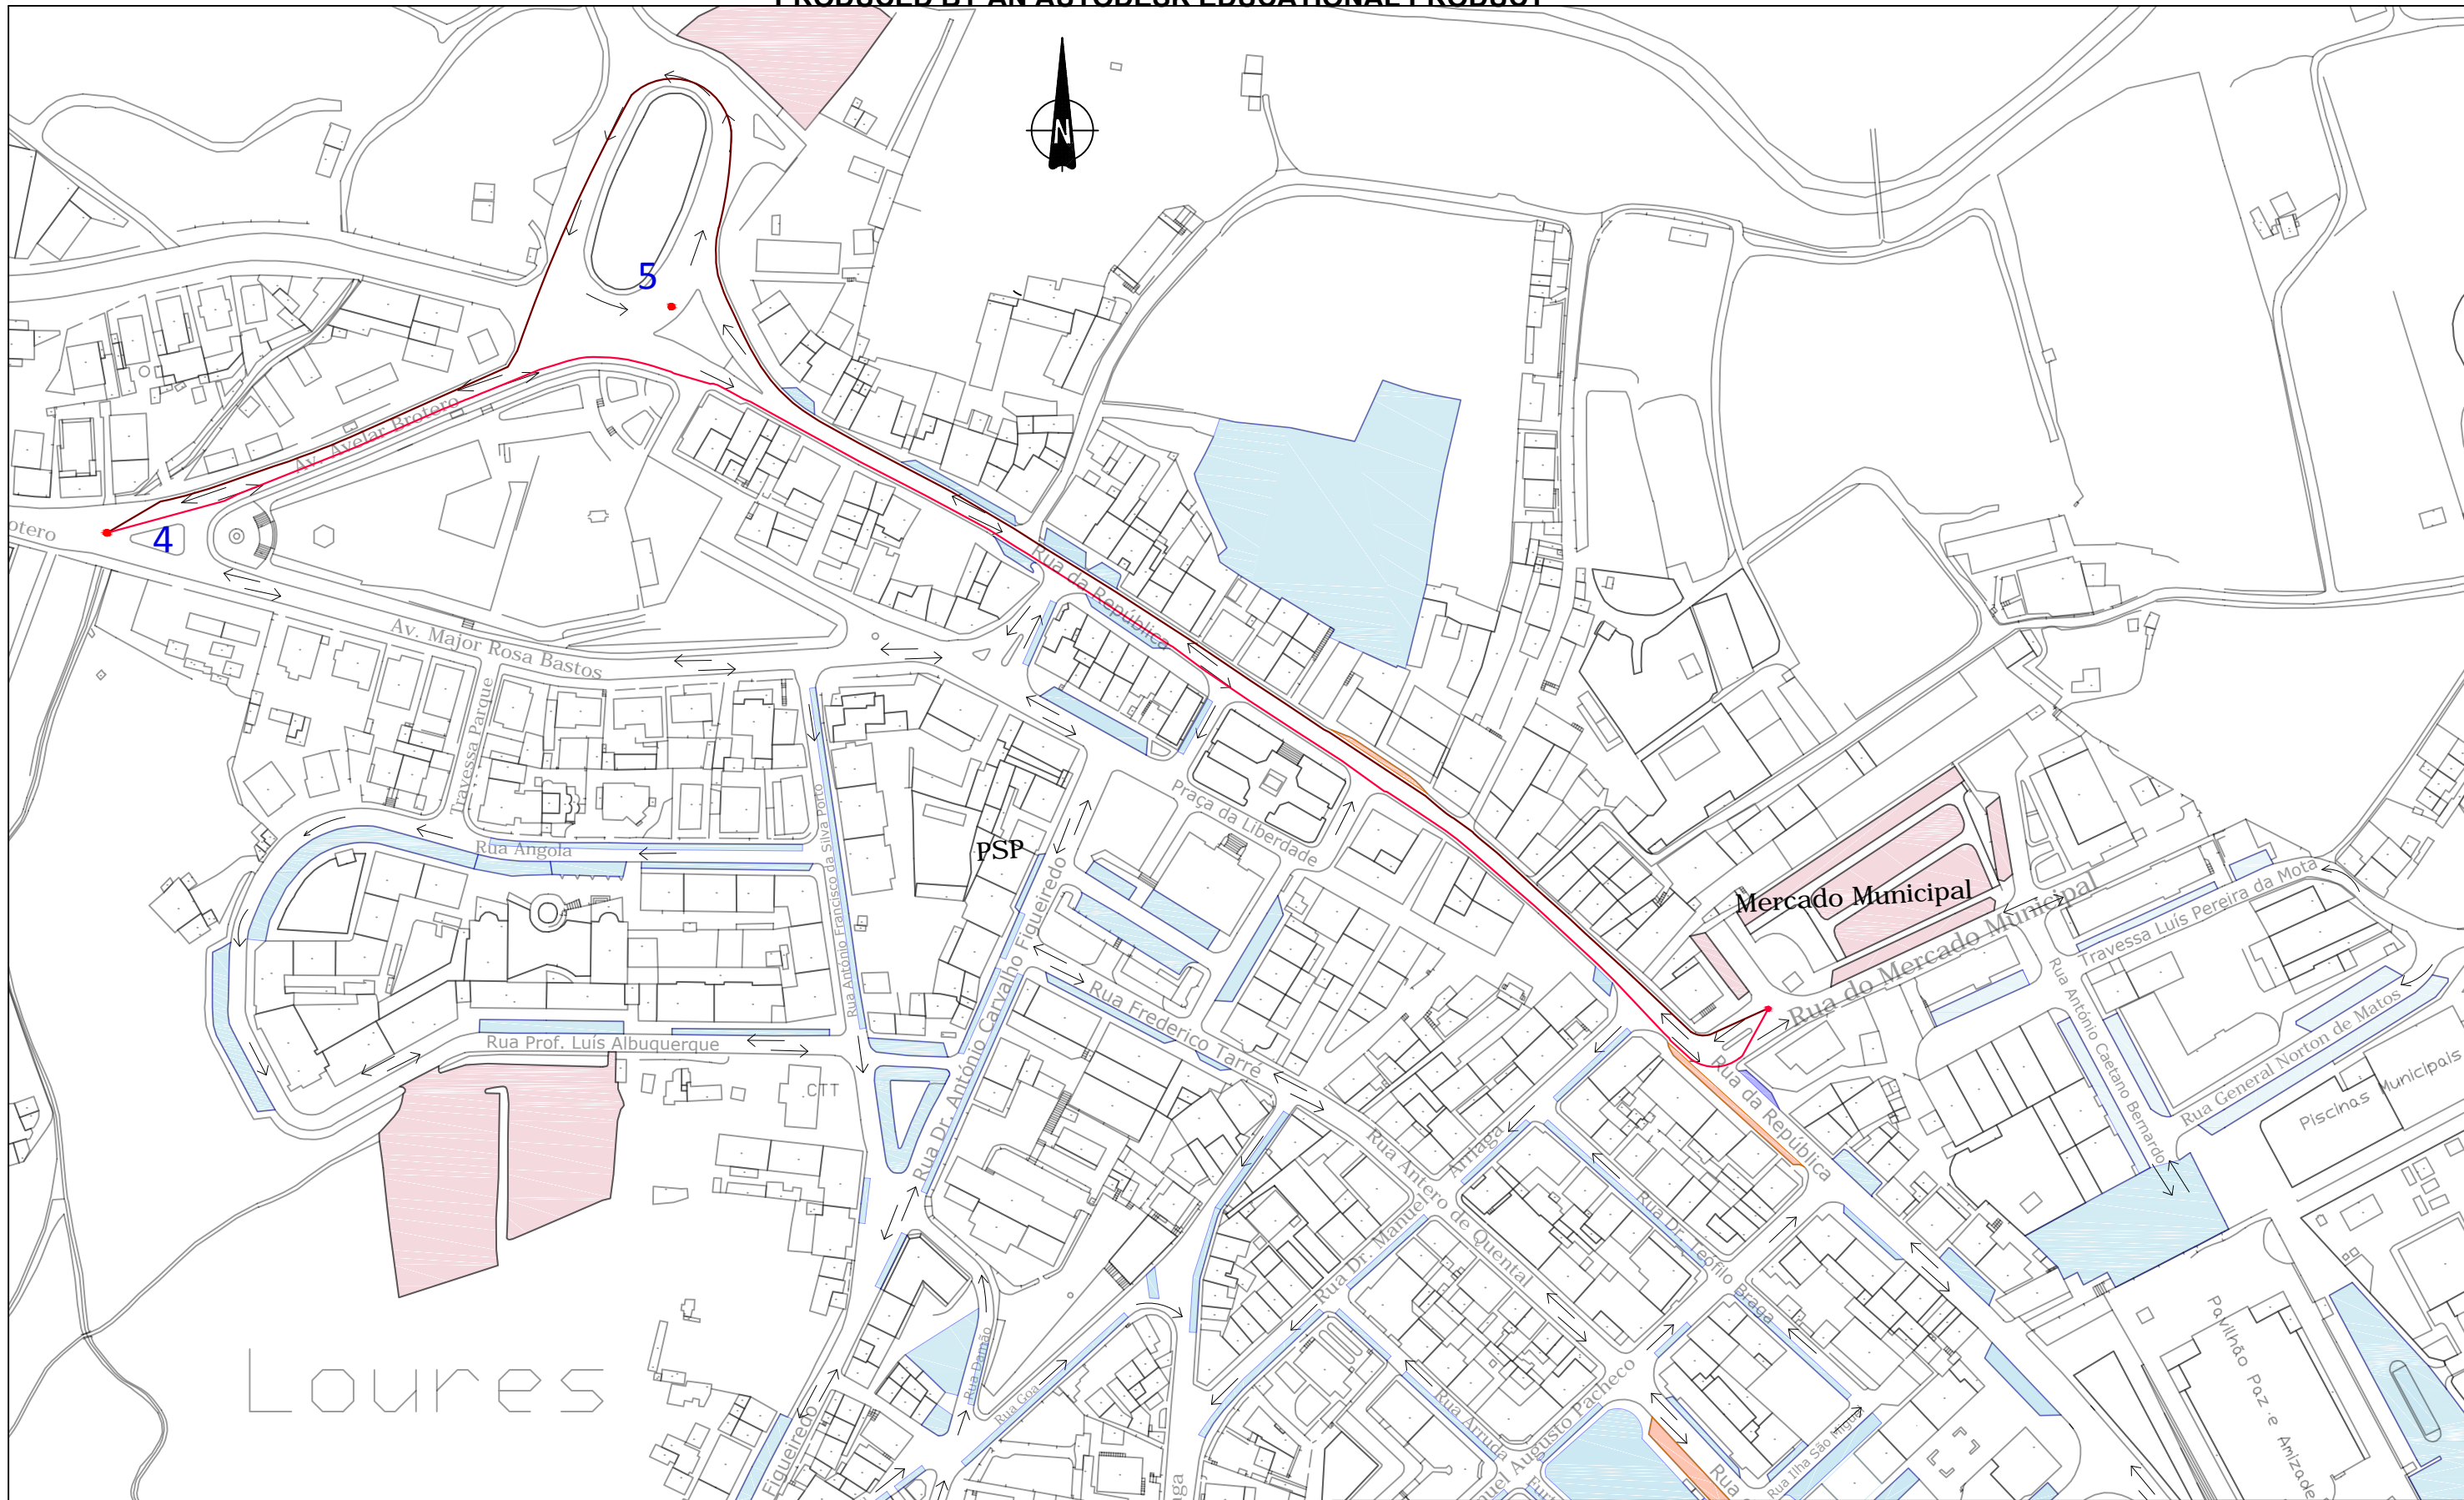 PRODUCED BY AN AUTODESK EDUCATIONAL PRODUCT
N
5
Av. Avelar Brotero
4
otero
Rua da República
Av. Major Rosa Bastos
Travessa Parque
Praça da Liberdade
Rua António Francisco da Silva Porto
Rua Angola
PSP
Rua Dr. António Carvalho Figueiredo
Mercado Municipal
Rua do Mercado Municipal
Travessa Luís Pereira da Mota
Rua António Caetano Bernardo
Rua General Norton de Matos
Piscinas Municipais
Rua Frederico Tarré
Rua Prof. Luís Albuquerque
CTT
Rua da República
Rua Antero de Quental
Rua Dr. Manuel Arriaga
Rua Dr. Teófilo Braga
Pavilhão Paz e Amizade
Loures
Rua Damão
Rua Goa
Figueiredo
Rua Arruda
uel Augusto Pacheco
Rua Ilha São Miguel
Rua
aga
Furt